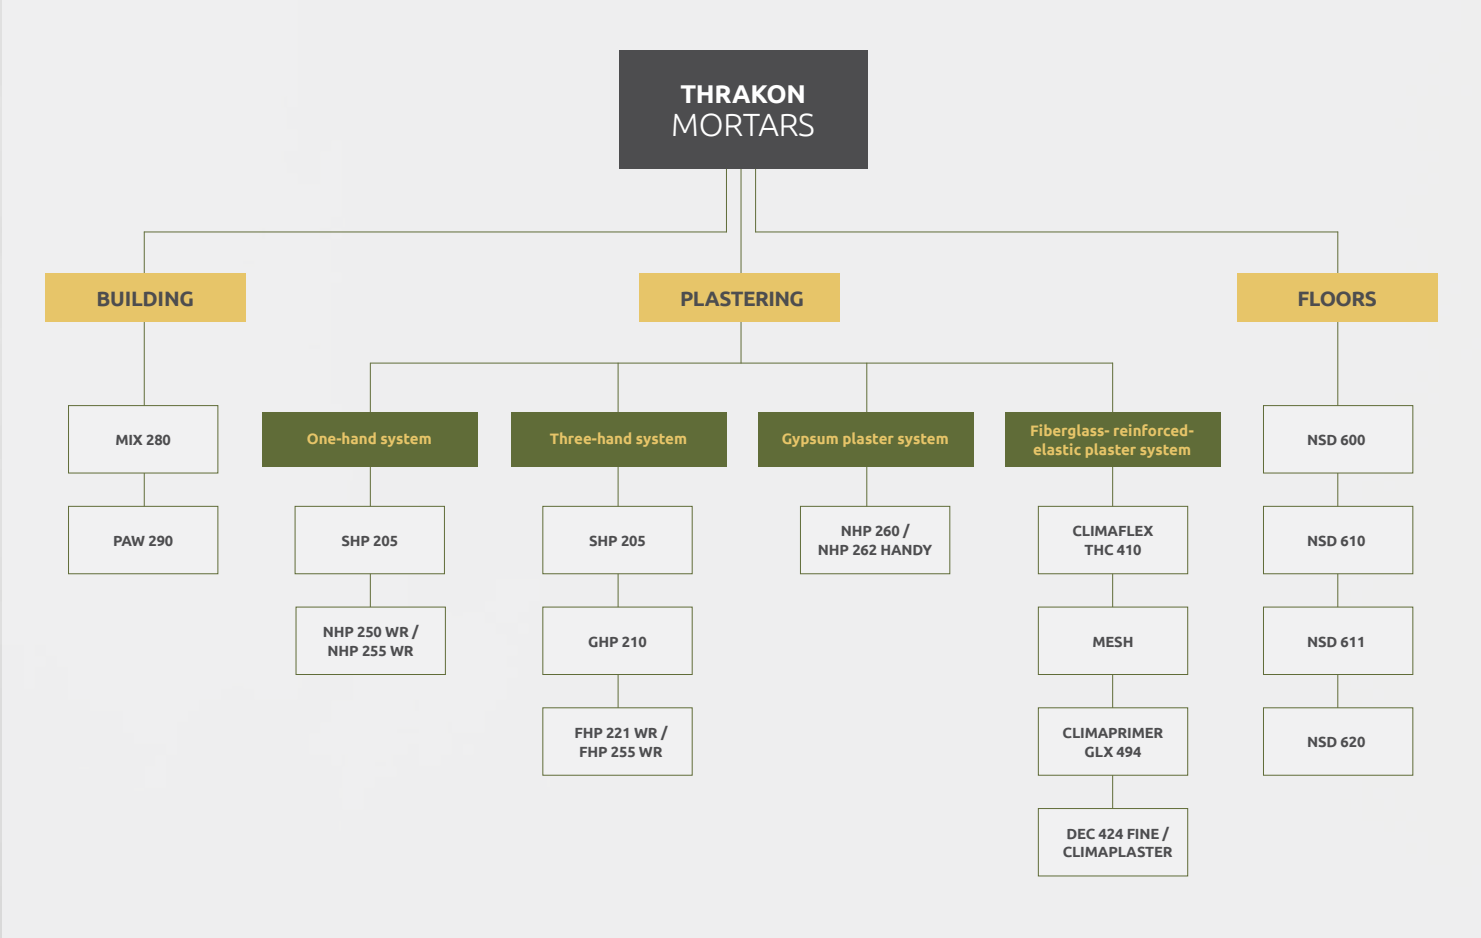 THRAKON
MORTARS
BUILDING
PLASTERING
FLOORS
MIX 280
PAW 290
One-hand system
SHP 205
NHP 250 WR /
NHP 255 WR
Three-hand system
SHP 205
GHP 210
FHP 221 WR /
FHP 255 WR
Gypsum plaster system
NHP 260 /
NHP 262 HANDY
Fiberglass- reinforced-
elastic plaster system
CLIMAFLEX
THC 410
MESH
CLIMAPRIMER
GLX 494
DEC 424 FINE /
CLIMAPLASTER
NSD 600
NSD 610
NSD 611
NSD 620